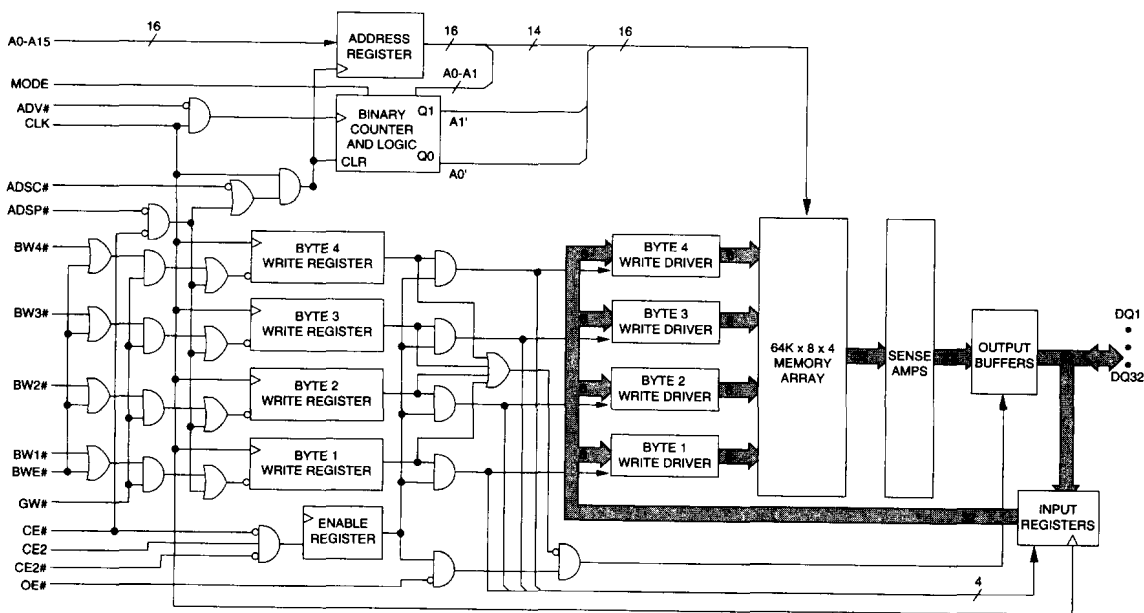 A0-A15
16
ADDRESS
REGISTER
16
14
16
A0-A1
MODE
ADV#
CLK
BINARY
COUNTER
AND LOGIC
Q1
Q0
CLR
A1'
A0'
ADSC#
ADSP#
BW4#
BYTE 4
WRITE REGISTER
BYTE 4
WRITE DRIVER
BW3#
BYTE 3
WRITE REGISTER
BYTE 3
WRITE DRIVER
BW2#
BYTE 2
WRITE REGISTER
BYTE 2
WRITE DRIVER
BW1#
BWE#
BYTE 1
WRITE REGISTER
BYTE 1
WRITE DRIVER
64K x 8 x 4
MEMORY
ARRAY
SENSE
AMPS
OUTPUT
BUFFERS
DQ1
DQ32
GW#
CE#
CE2
CE2#
OE#
ENABLE
REGISTER
INPUT
REGISTERS
4